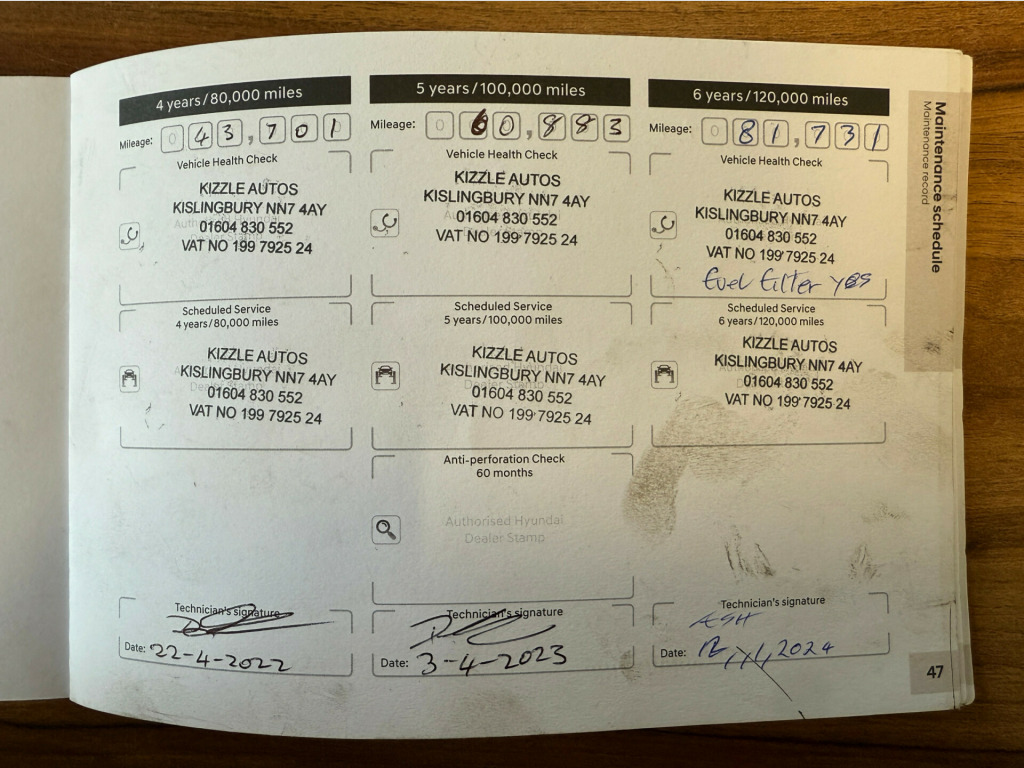 4 years/80,000 miles
Mileage: 0 43,701
Vehicle Health Check
KIZZLE AUTOS
KISLINGBURY NN7 4AY
01604 830 552
VAT NO 199 7925 24
Scheduled Service
4 years/80,000 miles
KIZZLE AUTOS
KISLINGBURY NN7 4AY
01604 830 552
VAT NO 199 7925 24
Technician's signature
Date: 22-4-2022
5 years/100,000 miles
Mileage: 0 60,883
Vehicle Health Check
KIZZLE AUTOS
KISLINGBURY NN7 4AY
01604 830 552
VAT NO 199 7925 24
Scheduled Service
5 years/100,000 miles
KIZZLE AUTOS
KISLINGBURY NN7 4AY
01604 830 552
VAT NO 199 7925 24
Anti-perforation Check
60 months
Authorised Hyundai
Dealer Stamp
Technician's signature
Date: 3-4-2023
6 years/120,000 miles
Mileage: 0 81,731
Vehicle Health Check
KIZZLE AUTOS
KISLINGBURY NN7 4AY
01604 830 552
VAT NO 199 7925 24
Fuel Filter yes
Scheduled Service
6 years/120,000 miles
KIZZLE AUTOS
KISLINGBURY NN7 4AY
01604 830 552
VAT NO 199 7925 24
Technician's signature
Date: 2024
Maintenance schedule
Maintenance record
47